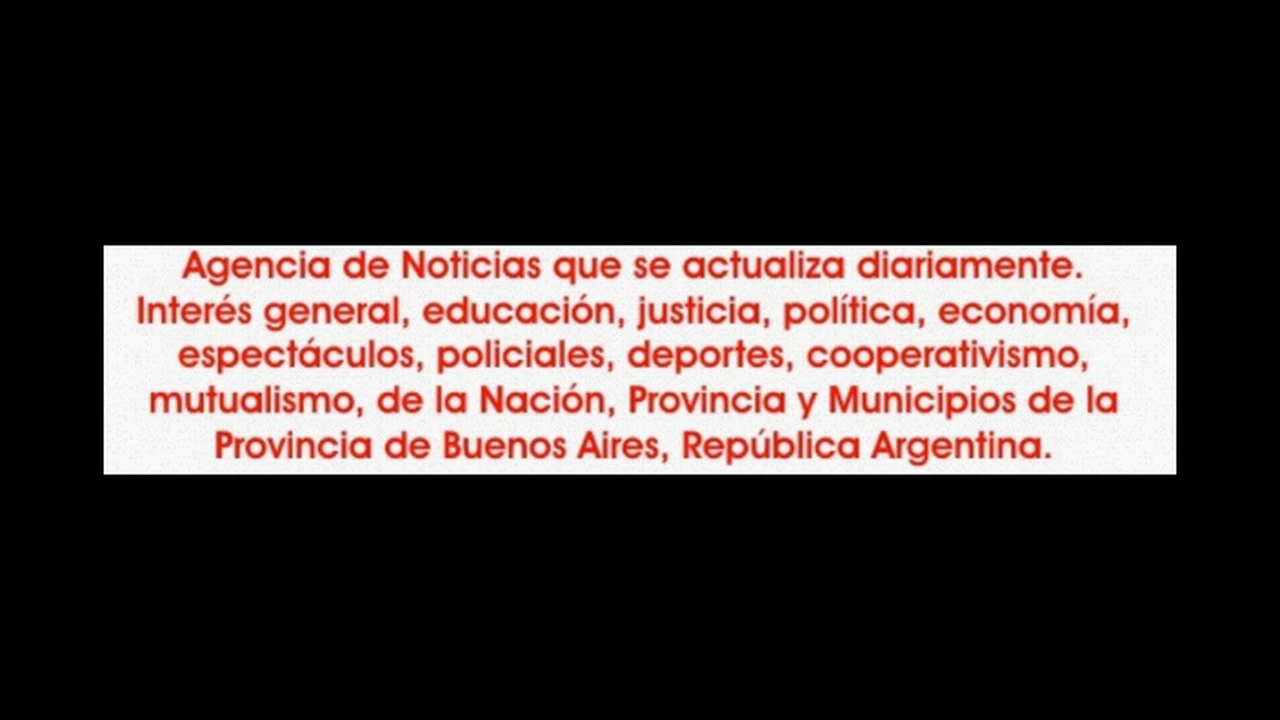 Agencia de Noticias que se actualiza diariamente.
Interés general, educación, justicia, política, economía,
espectáculos, policiales, deportes, cooperativismo,
mutualismo, de la Nación, Provincia y Municipios de la
Provincia de Buenos Aires, República Argentina.